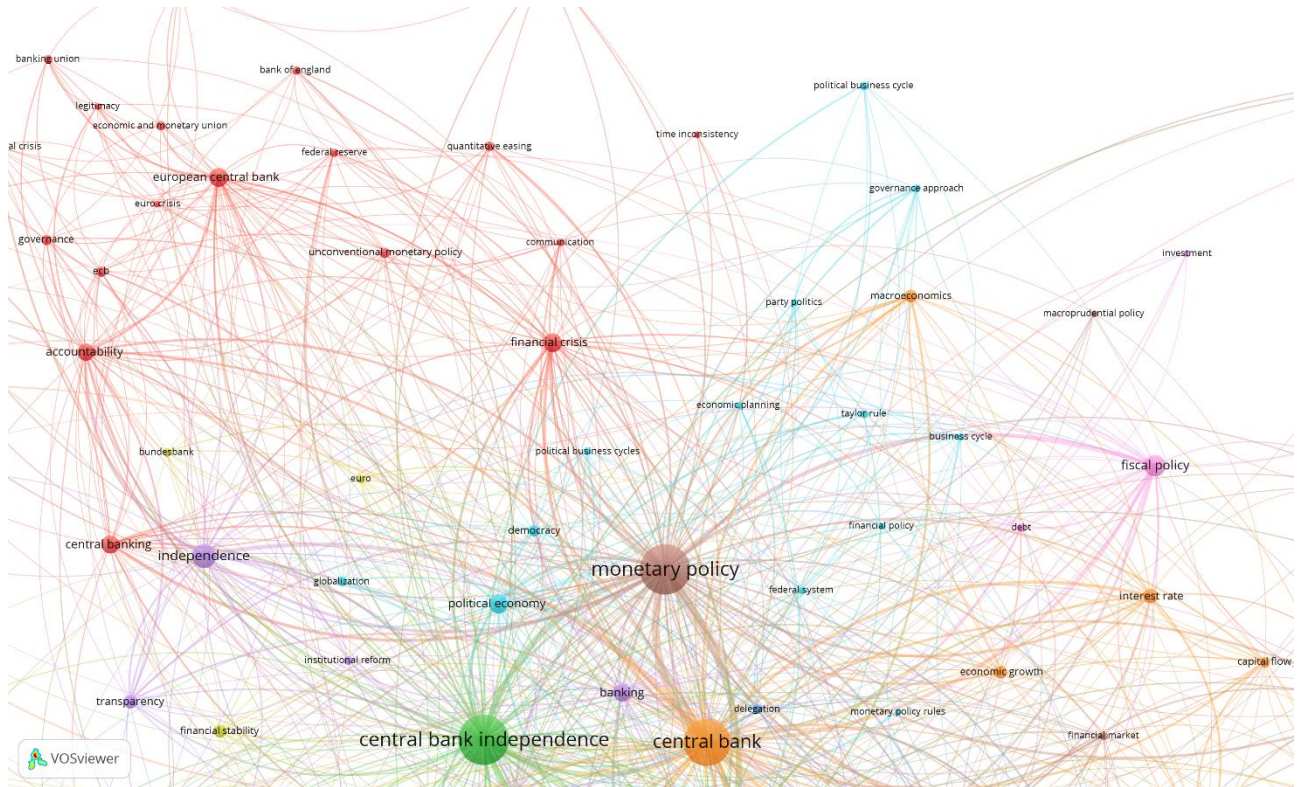 banking union
bank of england
political business cycle
legitimacy
economic and monetary union
time inconsistency
al crisis
federal reserve
quantitative easing
european central bank
governance approach
euro crisis
governance
communication
unconventional monetary policy
investment
ecb
macroeconomics
party politics
macroprudential policy
financial crisis
accountability
economic planning
taylor rule
business cycle
bundesbank
political business cycles
fiscal policy
euro
financial policy
debt
democracy
central banking
independence
monetary policy
globalization
federal system
interest rate
political economy
institutional reform
capital flow
economic growth
banking
transparency
delegation
monetary policy rules
financial stability
financial market
central bank independence
central bank
VOSviewer